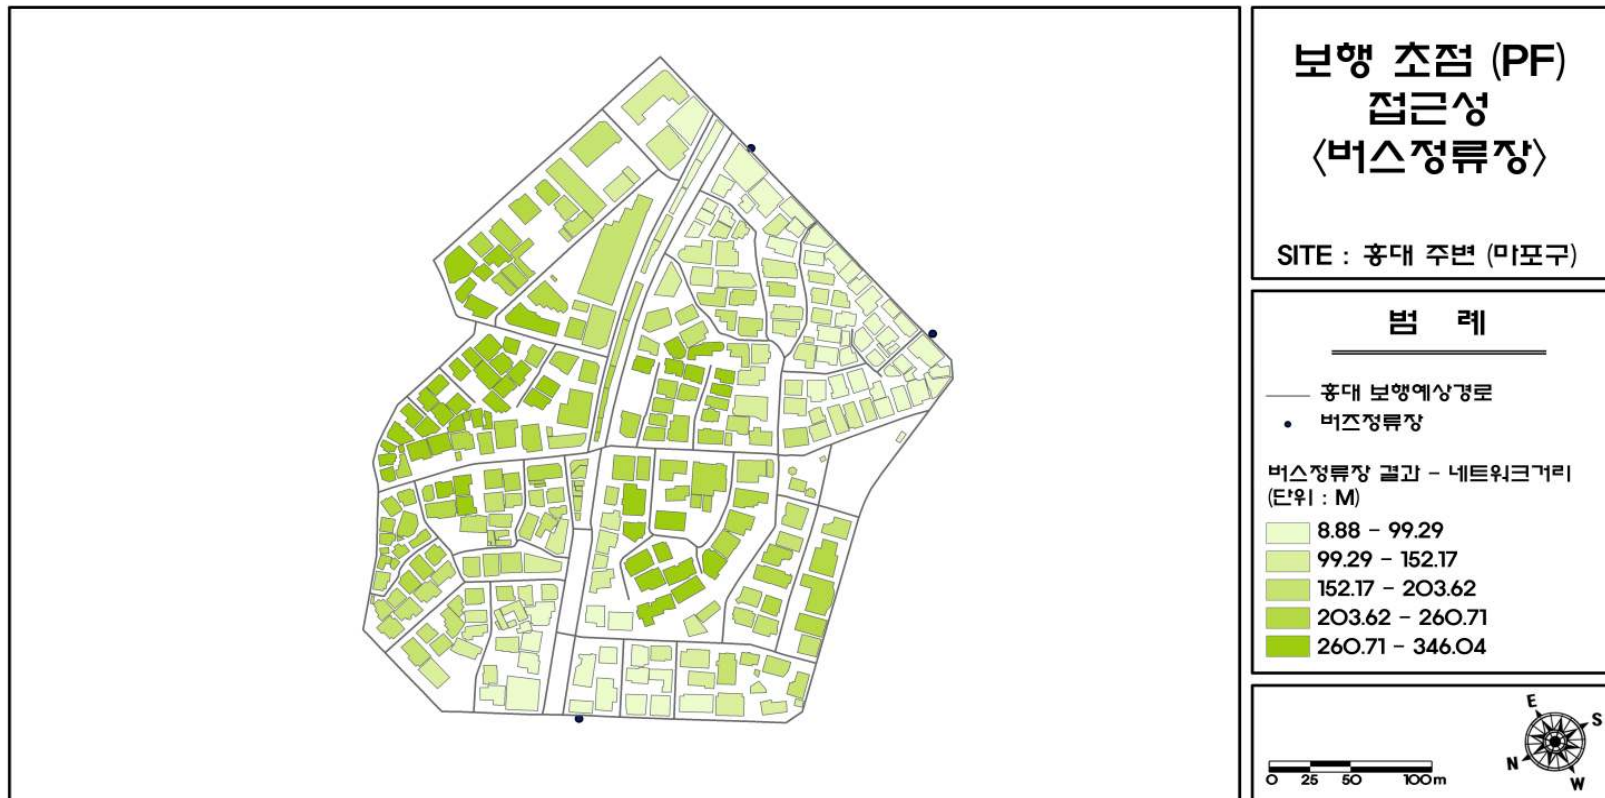 보행 초점 (PF)
접근성
<버스정류장>
SITE : 홍대 주변 (마포구)
범 례
홍대 보행예상경로
버즈정류장
버스정류장 결과 - 네트워크거리
(단위 : M)
8.88 - 99.29
99.29 - 152.17
152.17 - 203.62
203.62 - 260.71
260.71 - 346.04
E
S
N
W
0 25 50 100m